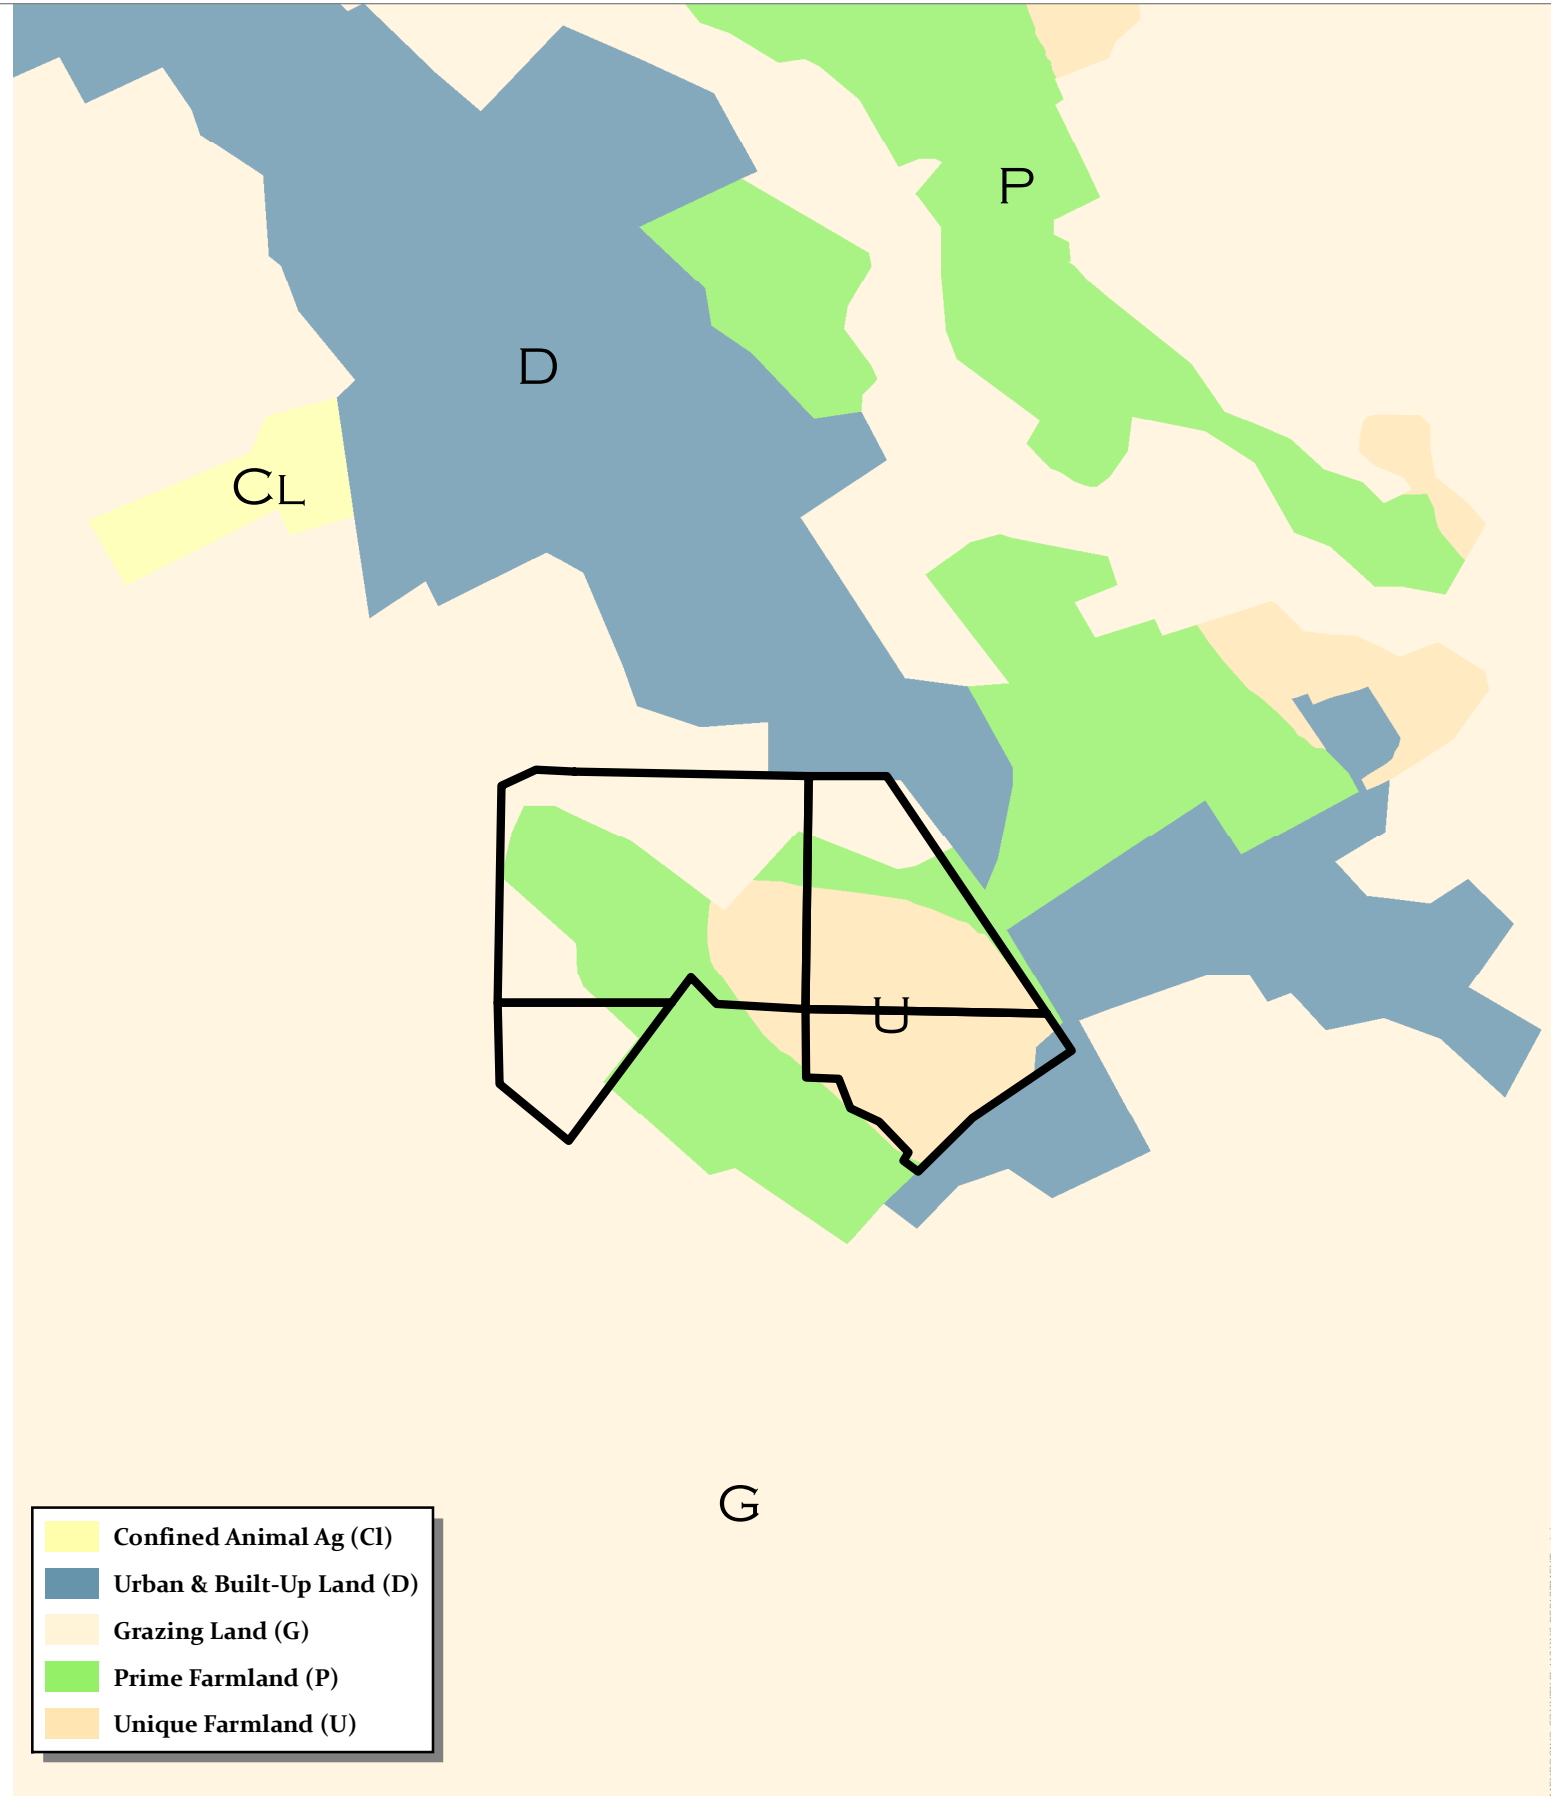 P
D
CL
U
G
Confined Animal Ag (Cl)
Urban & Built-Up Land (D)
Grazing Land (G)
Prime Farmland (P)
Unique Farmland (U)